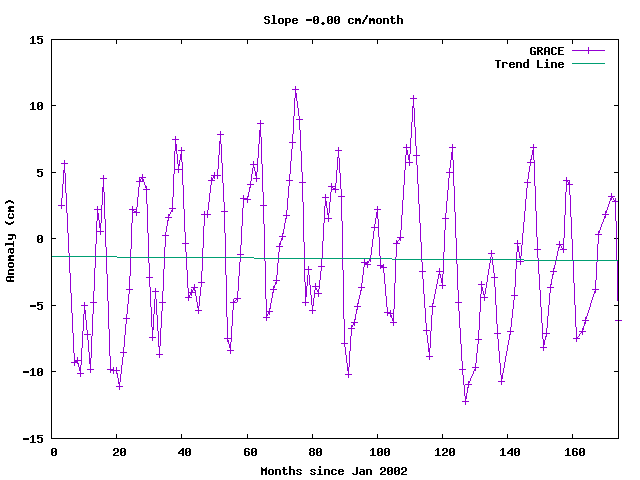 Slope -0.00 cm/month
GRACE
Trend Line
Anomaly (cm)
15
10
5
0
-5
-10
-15
0 20 40 60 80 100 120 140 160
Months since Jan 2002